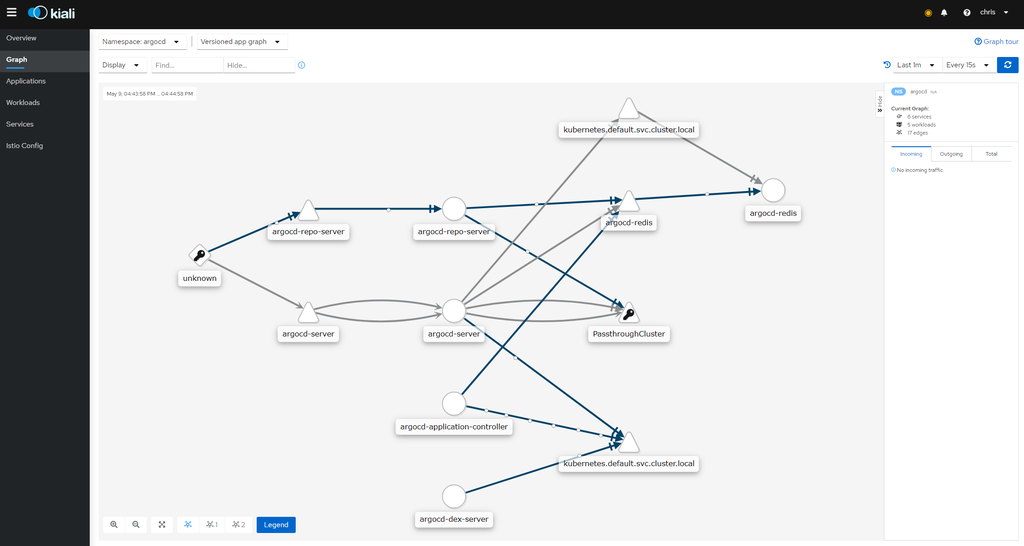 kiali
chris
Overview
Graph
Applications
Workloads
Services
Istio Config
Namespace: argocd
Versioned app graph
Graph tour
Display
Find...
Hide...
Last 1m
Every 15s
May 9, 04:43:58 PM ... 04:44:58 PM
Hide
NS argocd N/A
Current Graph:
6 services
5 workloads
17 edges
Incoming
Outgoing
Total
No incoming traffic.
kubernetes.default.svc.cluster.local
argocd-redis
argocd-redis
argocd-repo-server
argocd-repo-server
unknown
argocd-server
argocd-server
PassthroughCluster
argocd-application-controller
kubernetes.default.svc.cluster.local
argocd-dex-server
1
2
Legend